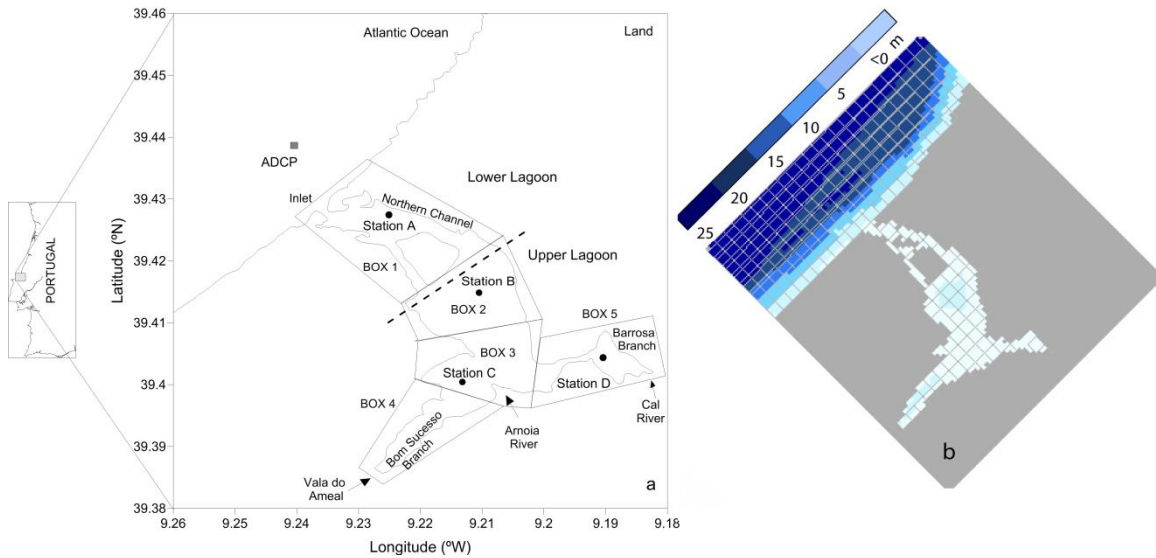 39.46
39.45
39.44
39.43
39.42
39.41
39.4
39.39
39.38
Latitude (ºN)
9.26
9.25
9.24
9.23
9.22
9.21
9.2
9.19
9.18
Longitude (ºW)
PORTUGAL
Atlantic Ocean
Land
ADCP
Inlet
Lower Lagoon
Northern Channel
Station A
BOX 1
Upper Lagoon
Station B
BOX 2
BOX 5
Barrosa
Branch
BOX 3
Station C
Station D
BOX 4
Cal
River
Arnoia
River
Bom Sucesso
Branch
Vala do
Ameal
a
m
<0
5
10
15
20
25
b